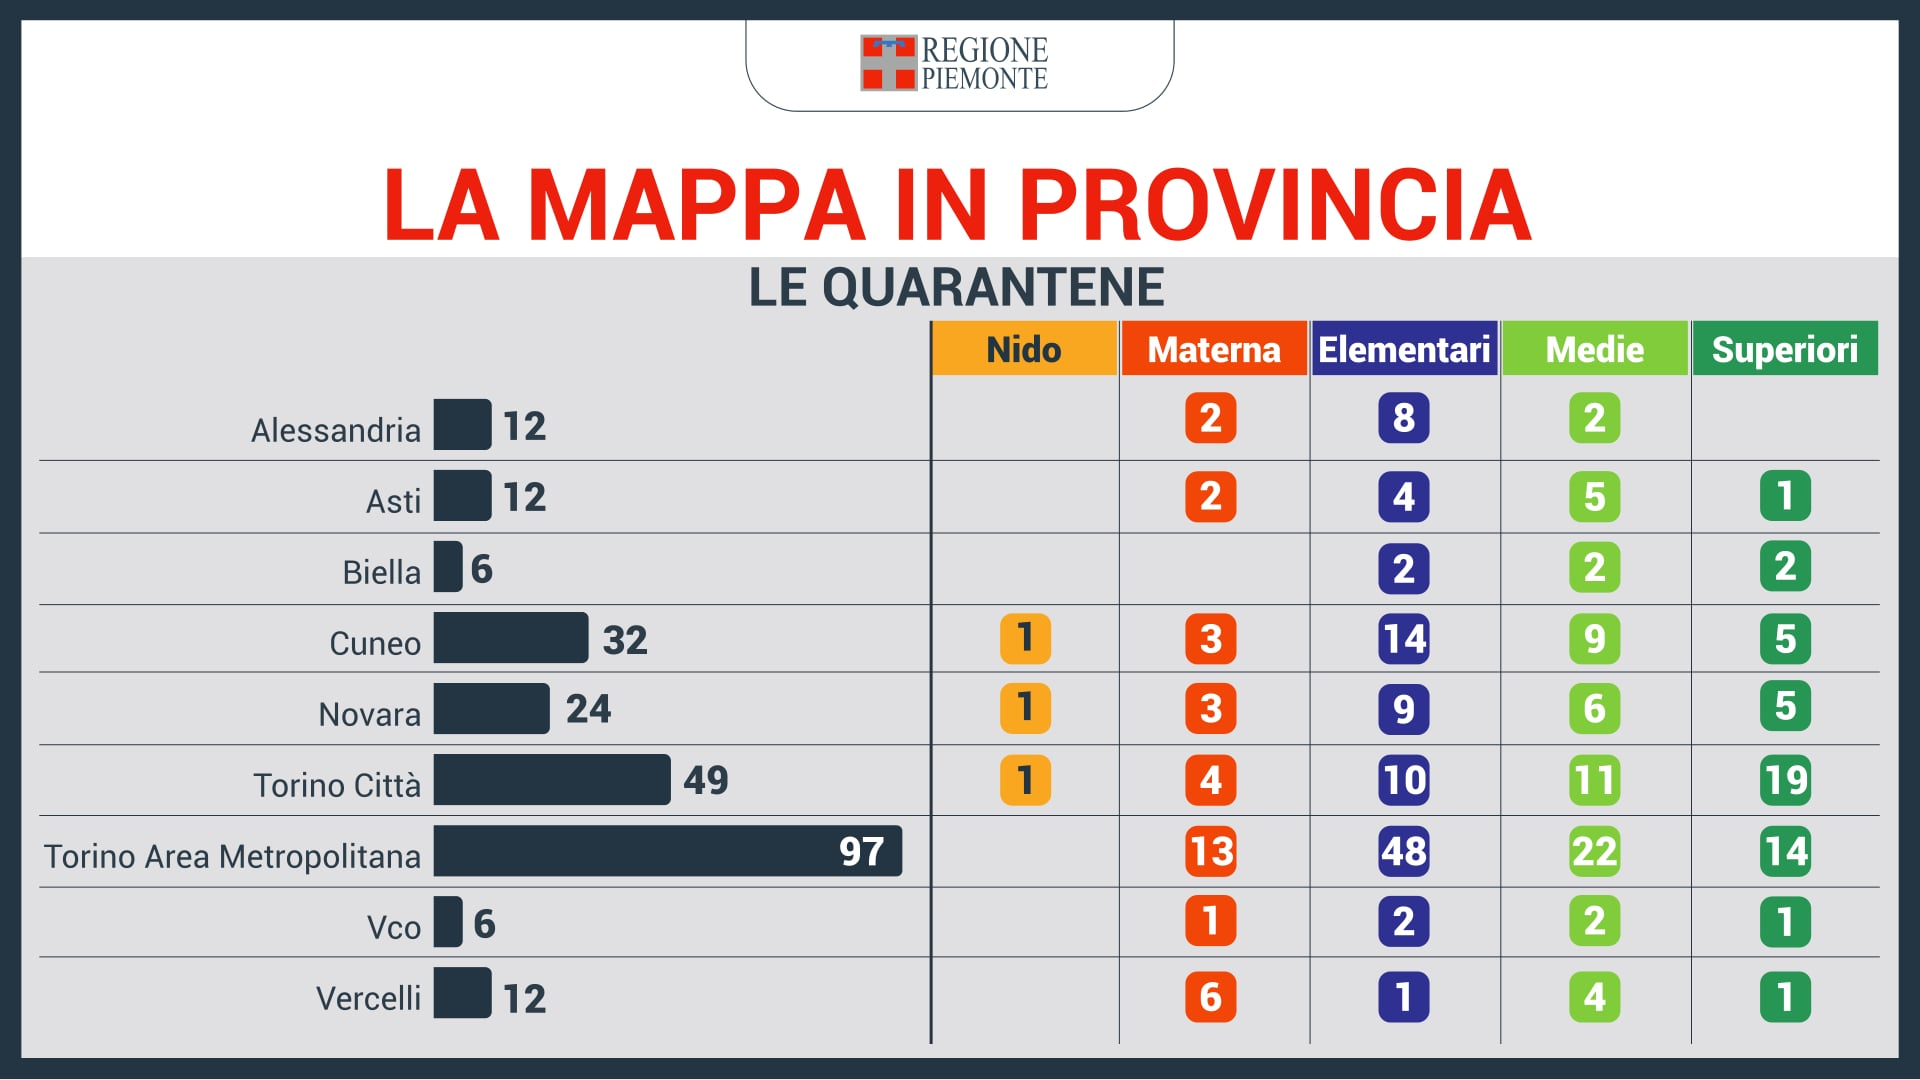 REGIONE
PIEMONTE
LA MAPPA IN PROVINCIA
LE QUARANTENE
Nido Materna Elementari Medie Superiori
Alessandria 12 2 8 2
Asti 12 2 4 5 1
Biella 6 2 2 2
Cuneo 32 1 3 14 9 5
Novara 24 1 3 9 6 5
Torino Città 49 1 4 10 11 19
Torino Area Metropolitana 97 13 48 22 14
Vco 6 1 2 2 1
Vercelli 12 6 1 4 1